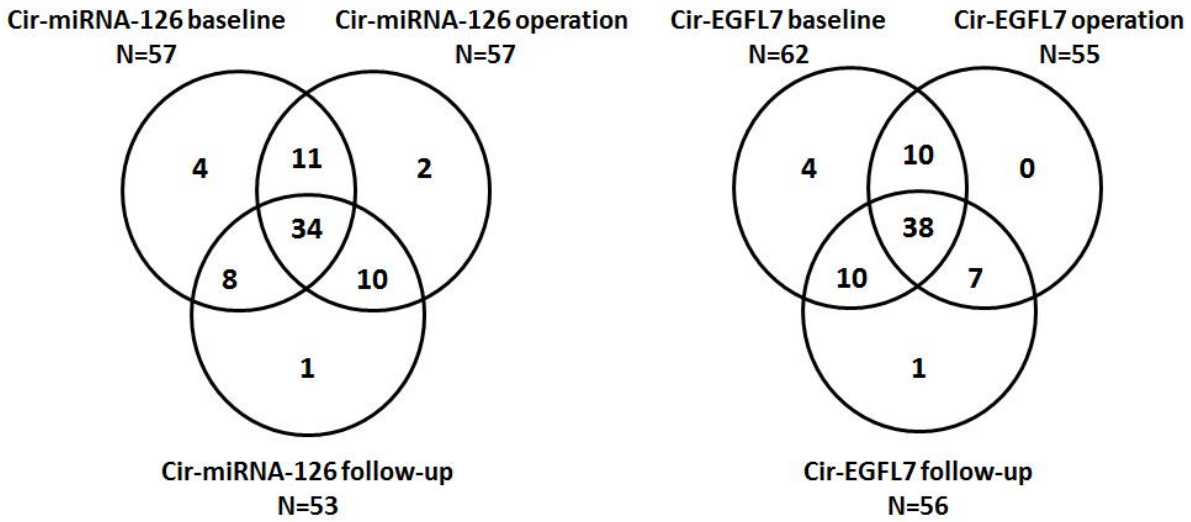 Cir-miRNA-126 baseline
N=57
Cir-miRNA-126 operation
N=57
4
11
2
34
8
10
1
Cir-miRNA-126 follow-up
N=53
Cir-EGFL7 baseline
N=62
Cir-EGFL7 operation
N=55
4
10
0
38
10
7
1
Cir-EGFL7 follow-up
N=56